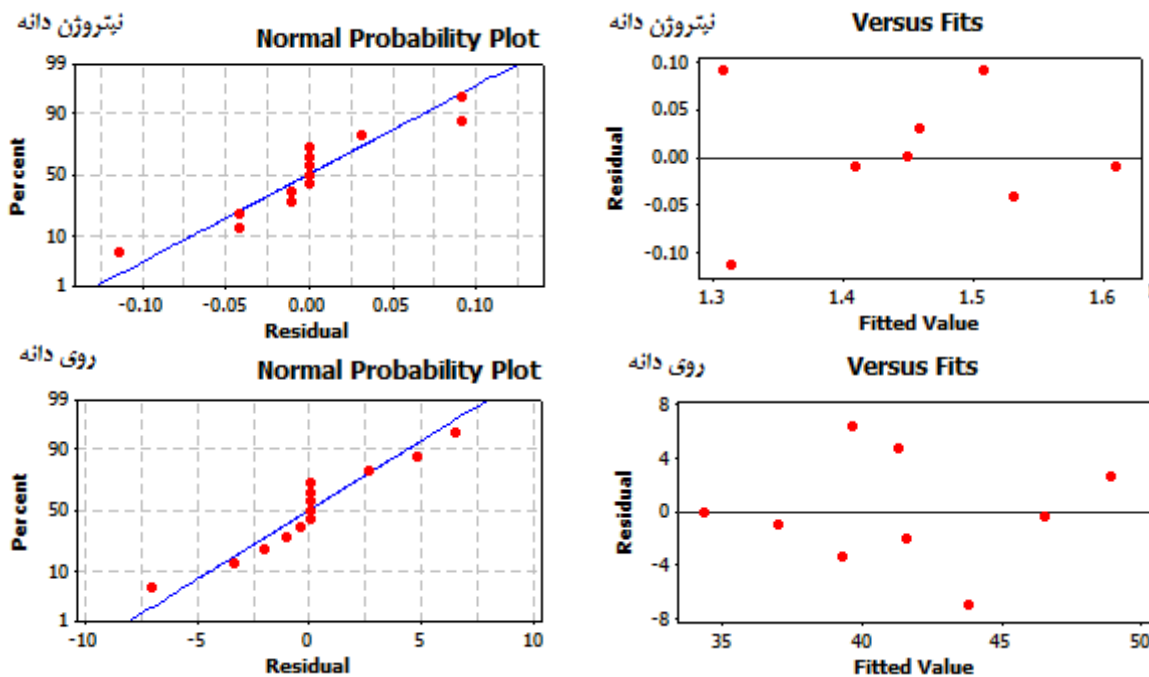 نیتروژن دانه
Normal Probability Plot
99
90
50
10
1
Percent
-0.10
-0.05
0.00
0.05
0.10
Residual
نیتروژن دانه
Versus Fits
0.10
0.05
0.00
-0.05
-0.10
Residual
1.3
1.4
1.5
1.6
Fitted Value
روی دانه
Normal Probability Plot
99
90
50
10
1
Percent
-10
-5
0
5
10
Residual
روی دانه
Versus Fits
8
4
0
-4
-8
Residual
35
40
45
50
Fitted Value